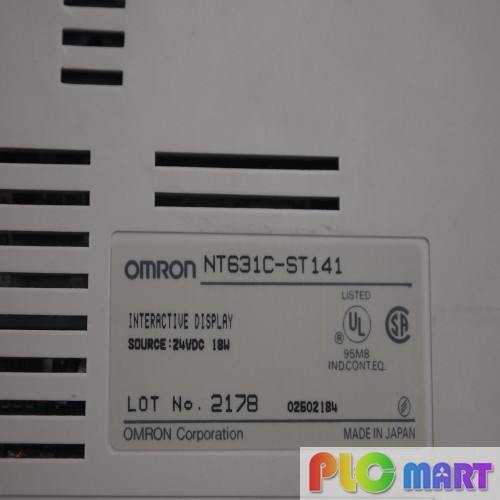 OMRON NT631C-ST141
INTERACTIVE DISPLAY
SOURCE:24VDC 18W
LISTED
UL
®
SA
95M8
IND.CONT.EQ.
LOT No. 2178 02502184
OMRON Corporation MADE IN JAPAN
PLC mart